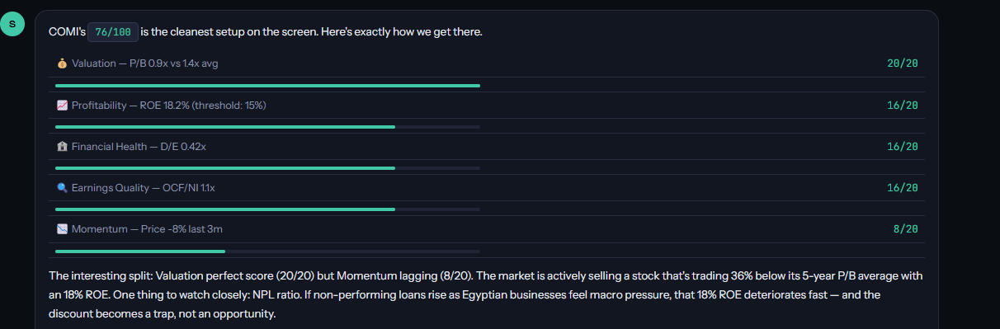 S
COMI's 76/100 is the cleanest setup on the screen. Here's exactly how we get there.
Valuation — P/B 0.9x vs 1.4x avg 20/20
Profitability — ROE 18.2% (threshold: 15%) 16/20
Financial Health — D/E 0.42x 16/20
Earnings Quality — OCF/NI 1.1x 16/20
Momentum — Price -8% last 3m 8/20
The interesting split: Valuation perfect score (20/20) but Momentum lagging (8/20). The market is actively selling a stock that's trading 36% below its 5-year P/B average with
an 18% ROE. One thing to watch closely: NPL ratio. If non-performing loans rise as Egyptian businesses feel macro pressure, that 18% ROE deteriorates fast — and the
discount becomes a trap, not an opportunity.